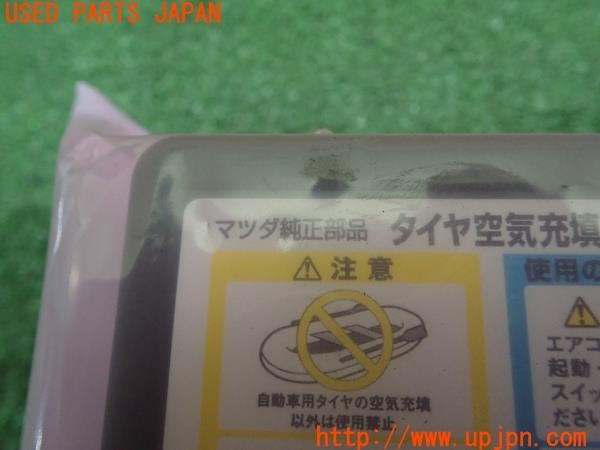 USED PARTS JAPAN
マツダ純正部品 タイヤ空気充填
注意
自動車用タイヤの空気充填
以外は使用禁止
使用の
エアコ
起動・
スイッ
ださい
http://www.upjpn.com